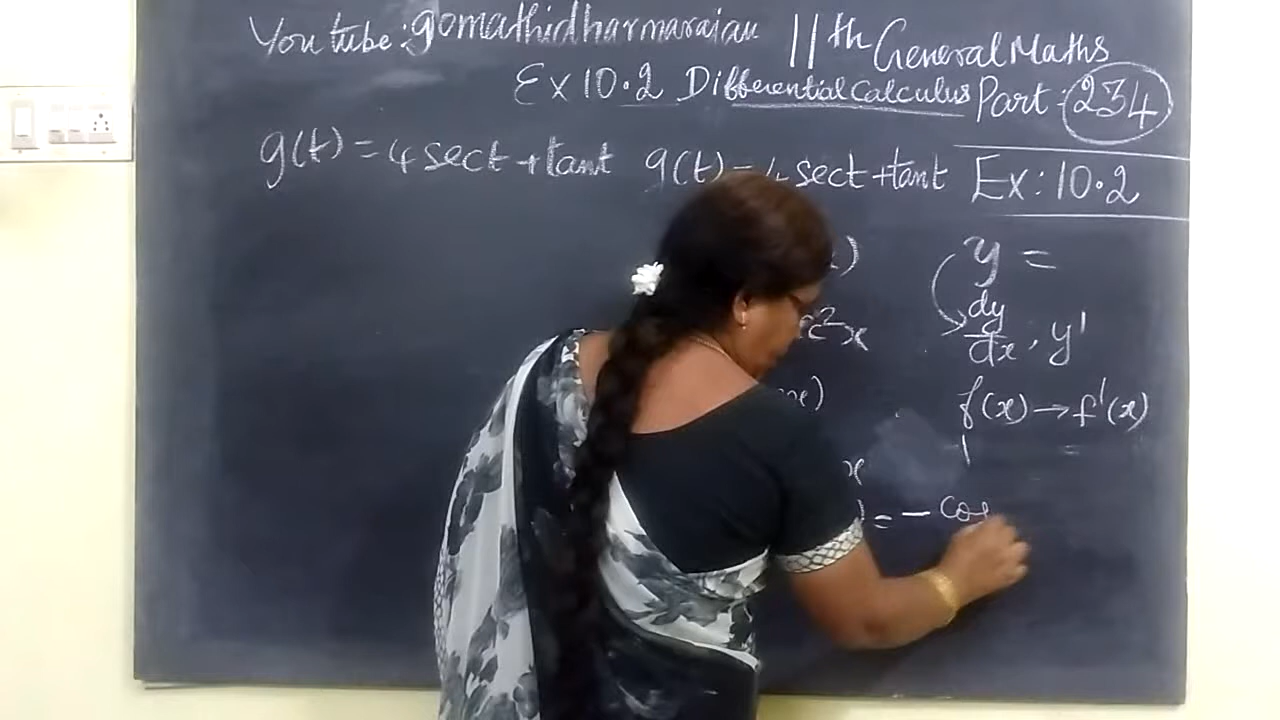 You tube: gomathidharmarajan 11th General Maths
Ex 10.2 Differential Calculus Part: 234
g(t) = 4 sect + tant g(t) = 4 sect + tant Ex: 10.2
y =
dy/dx, y'
f(x) → f'(x)
= - cos